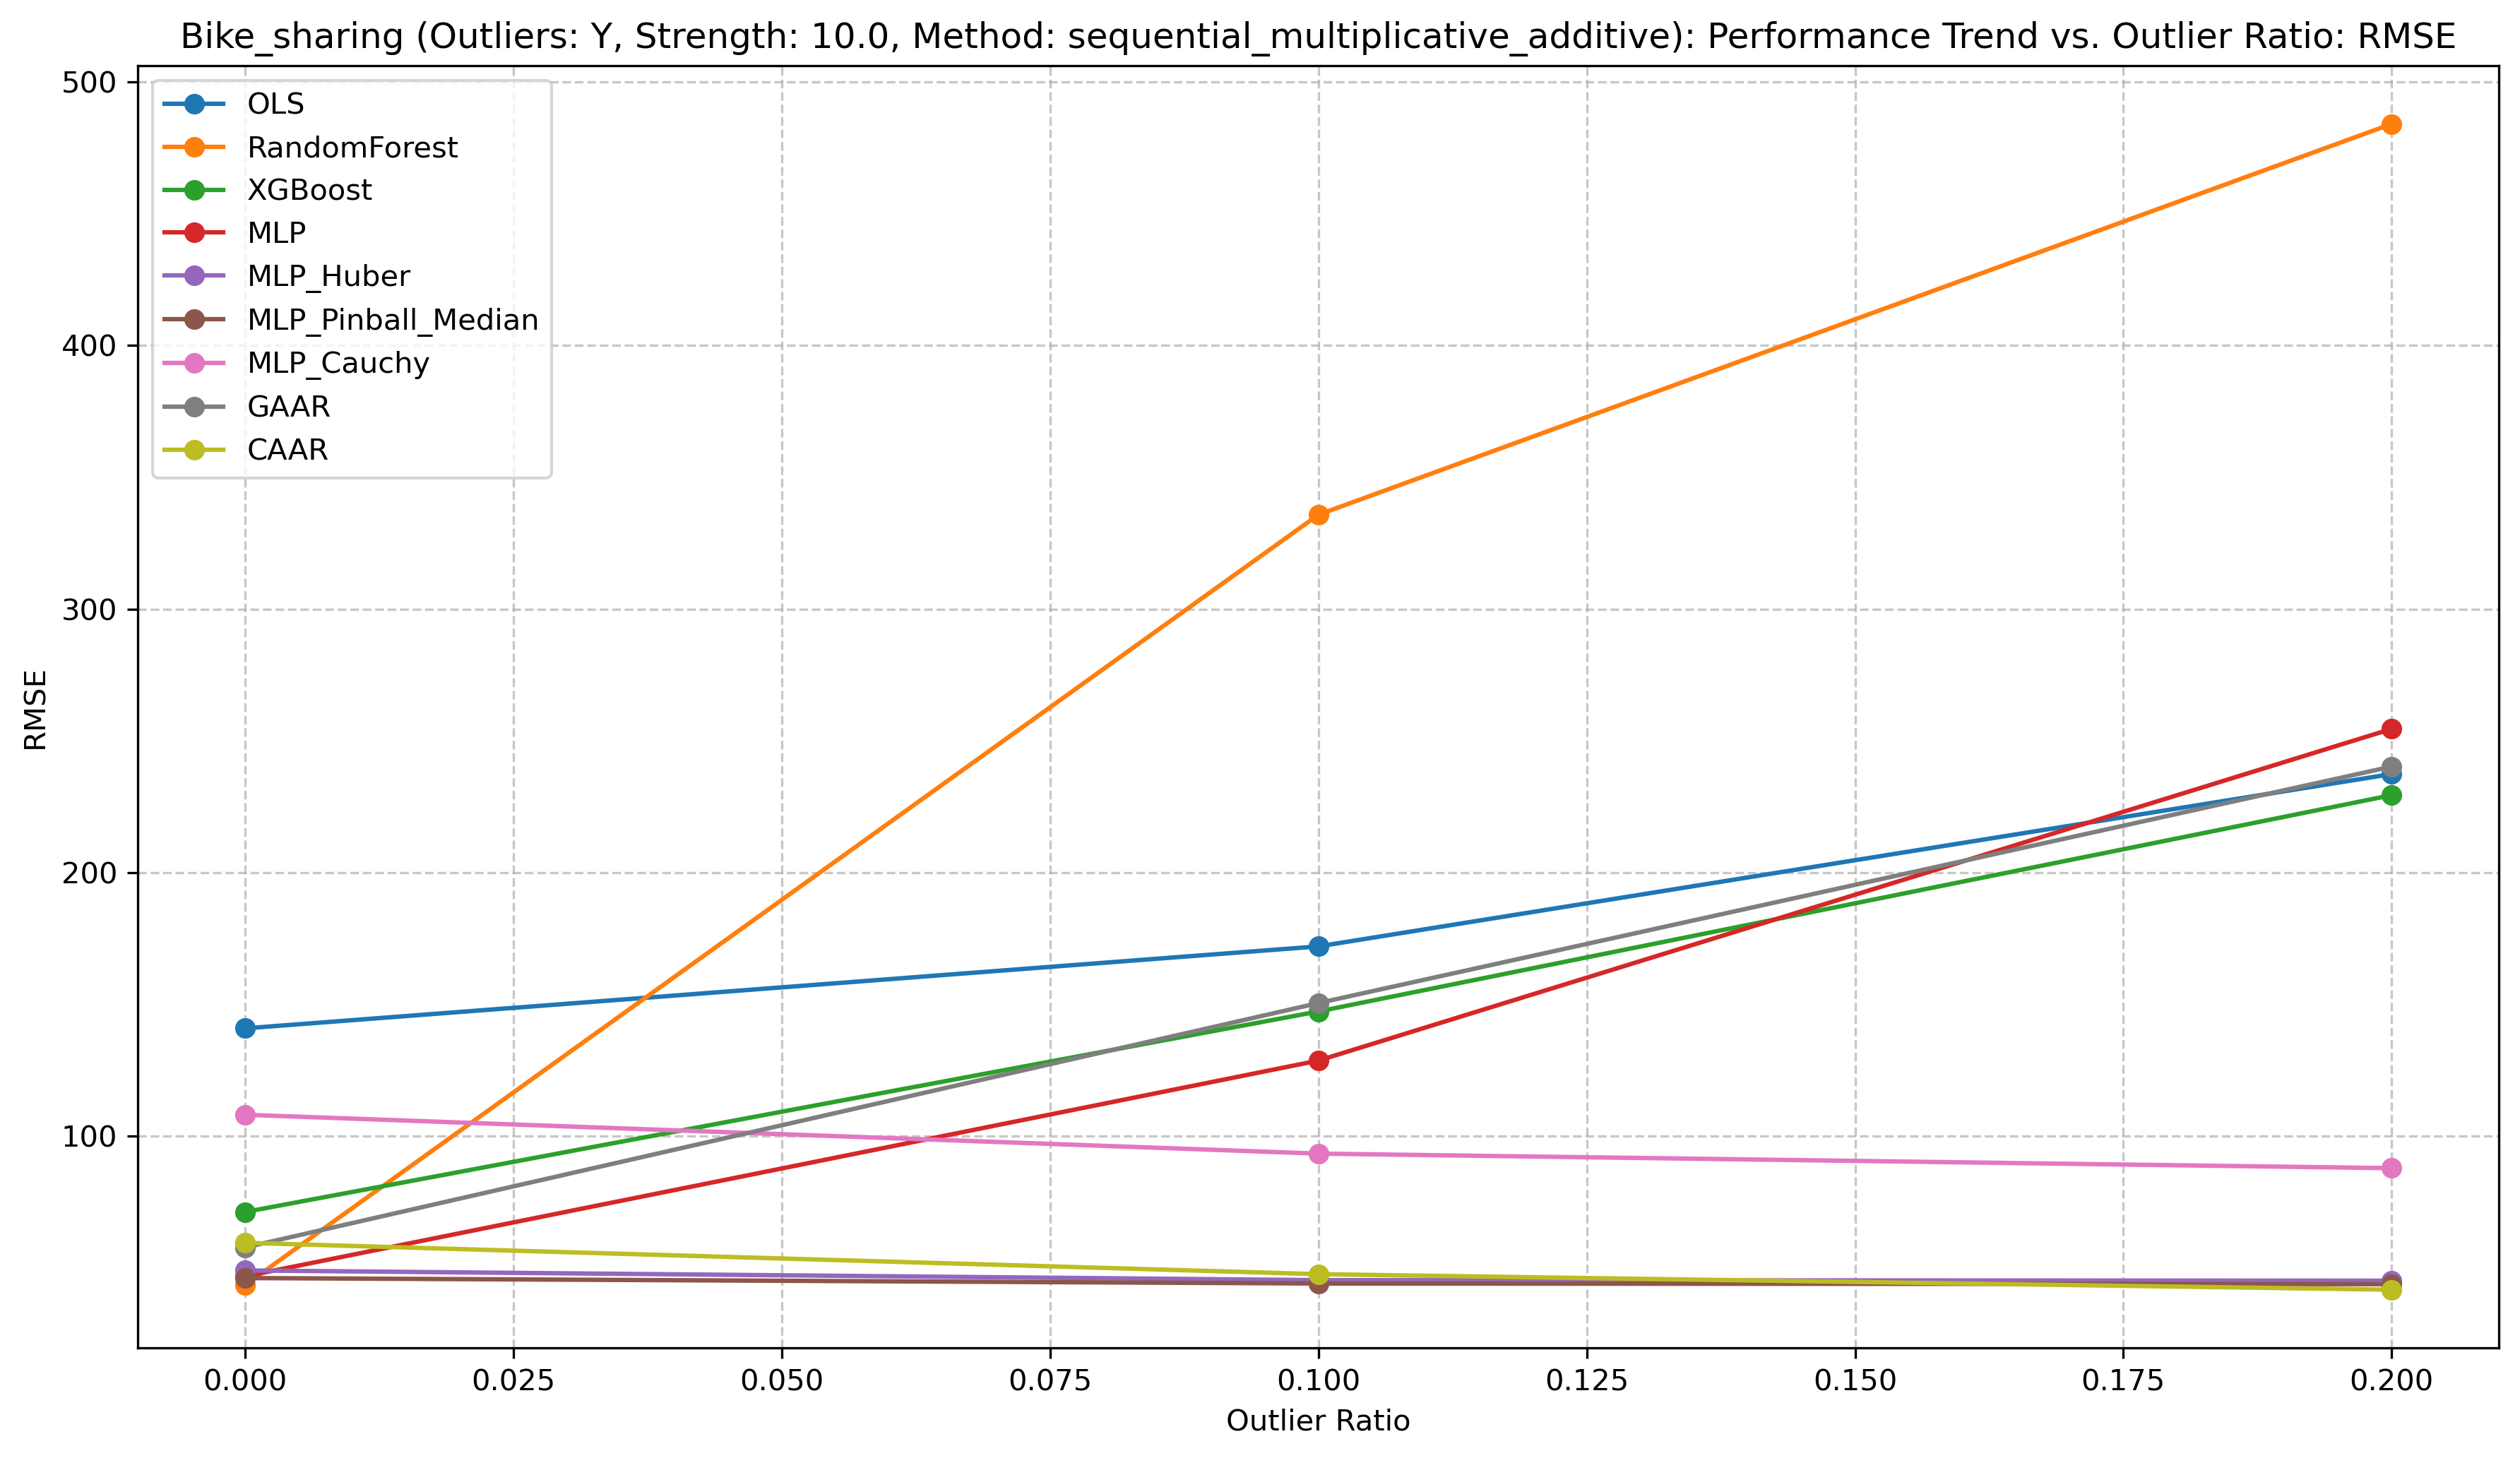 Bike_sharing (Outliers: Y, Strength: 10.0, Method: sequential_multiplicative_additive): Performance Trend vs. Outlier Ratio: RMSE
500
400
300
200
100
RMSE
OLS
RandomForest
XGBoost
MLP
MLP_Huber
MLP_Pinball_Median
MLP_Cauchy
GAAR
CAAR
0.000 0.025 0.050 0.075 0.100 0.125 0.150 0.175 0.200
Outlier Ratio